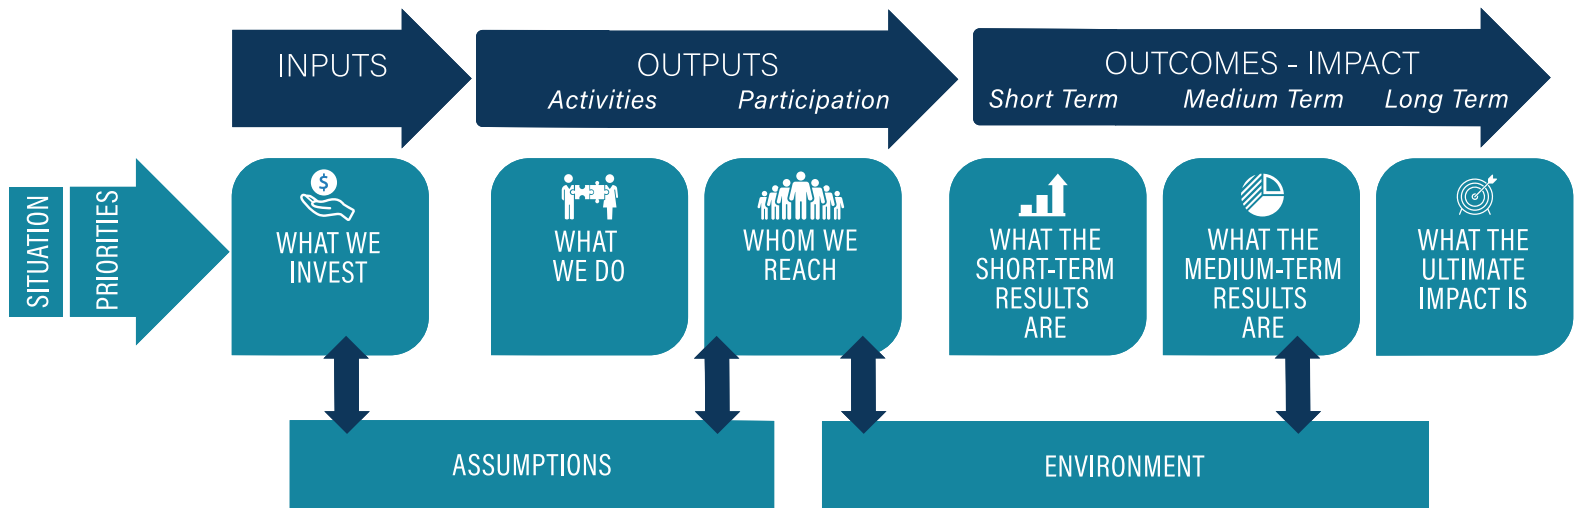 INPUTS
OUTPUTS
Activities
Participation
OUTCOMES - IMPACT
Short Term
Medium Term
Long Term
SITUATION
PRIORITIES
$
WHAT WE
INVEST
WHAT
WE DO
WHOM WE
REACH
WHAT THE
SHORT-TERM
RESULTS
ARE
WHAT THE
MEDIUM-TERM
RESULTS
ARE
WHAT THE
ULTIMATE
IMPACT IS
ASSUMPTIONS
ENVIRONMENT